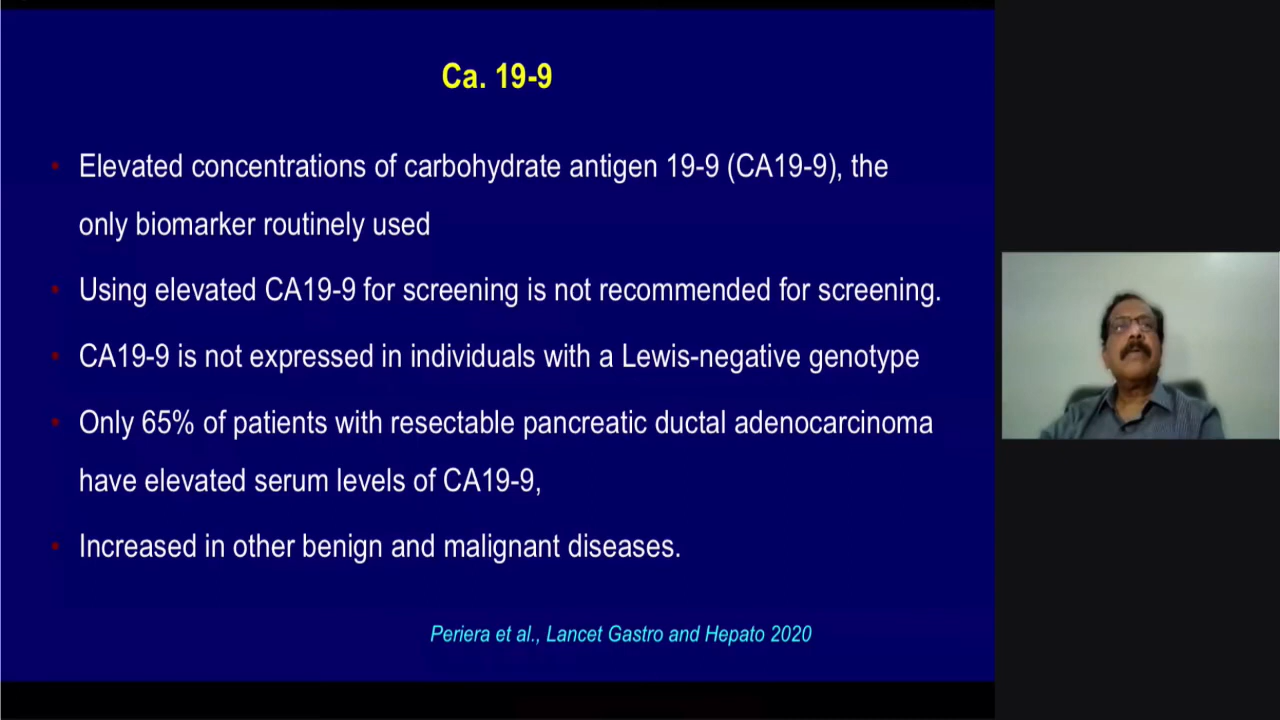 Ca. 19-9
• Elevated concentrations of carbohydrate antigen 19-9 (CA19-9), the
only biomarker routinely used
• Using elevated CA19-9 for screening is not recommended for screening.
• CA19-9 is not expressed in individuals with a Lewis-negative genotype
• Only 65% of patients with resectable pancreatic ductal adenocarcinoma
have elevated serum levels of CA19-9,
• Increased in other benign and malignant diseases.
Periera et al., Lancet Gastro and Hepato 2020